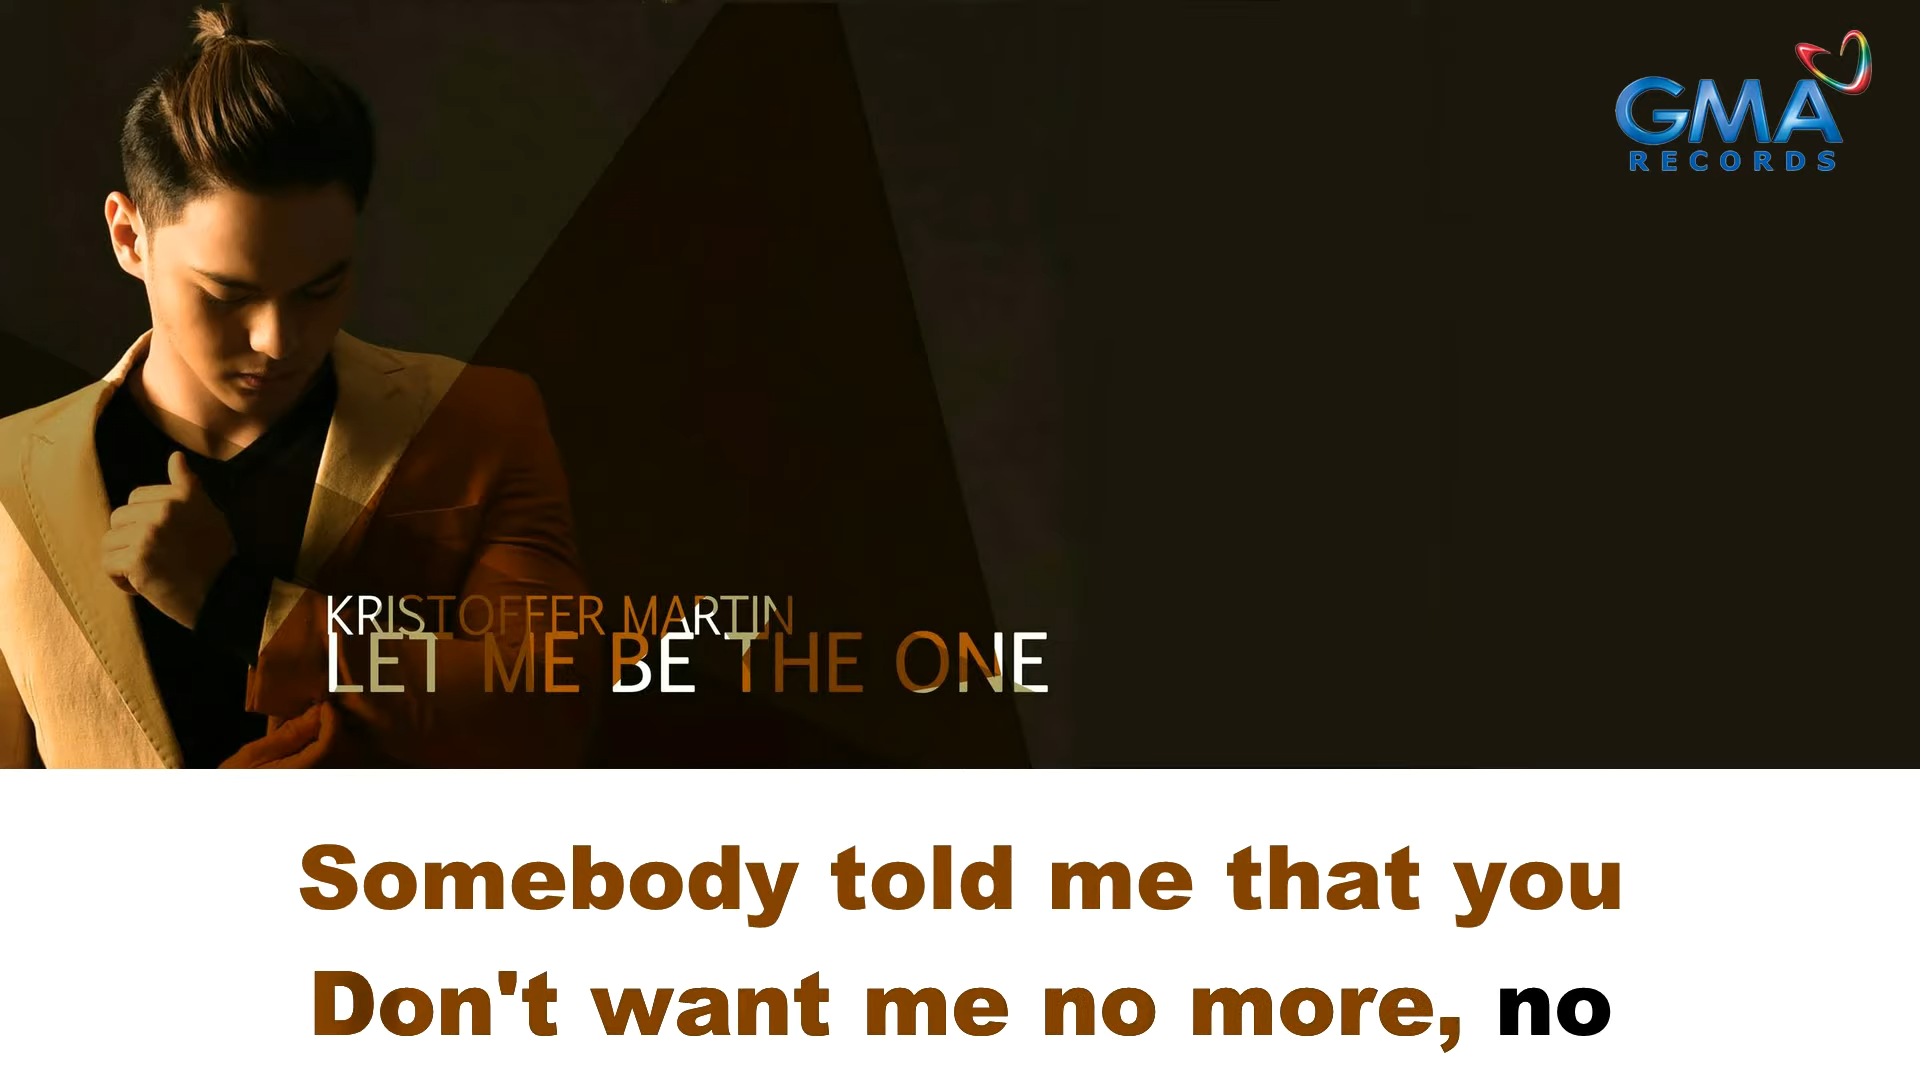 GMA
RECORDS
KRISTOFFER MARTIN
LET ME BE THE ONE
Somebody told me that you
Don't want me no more, no